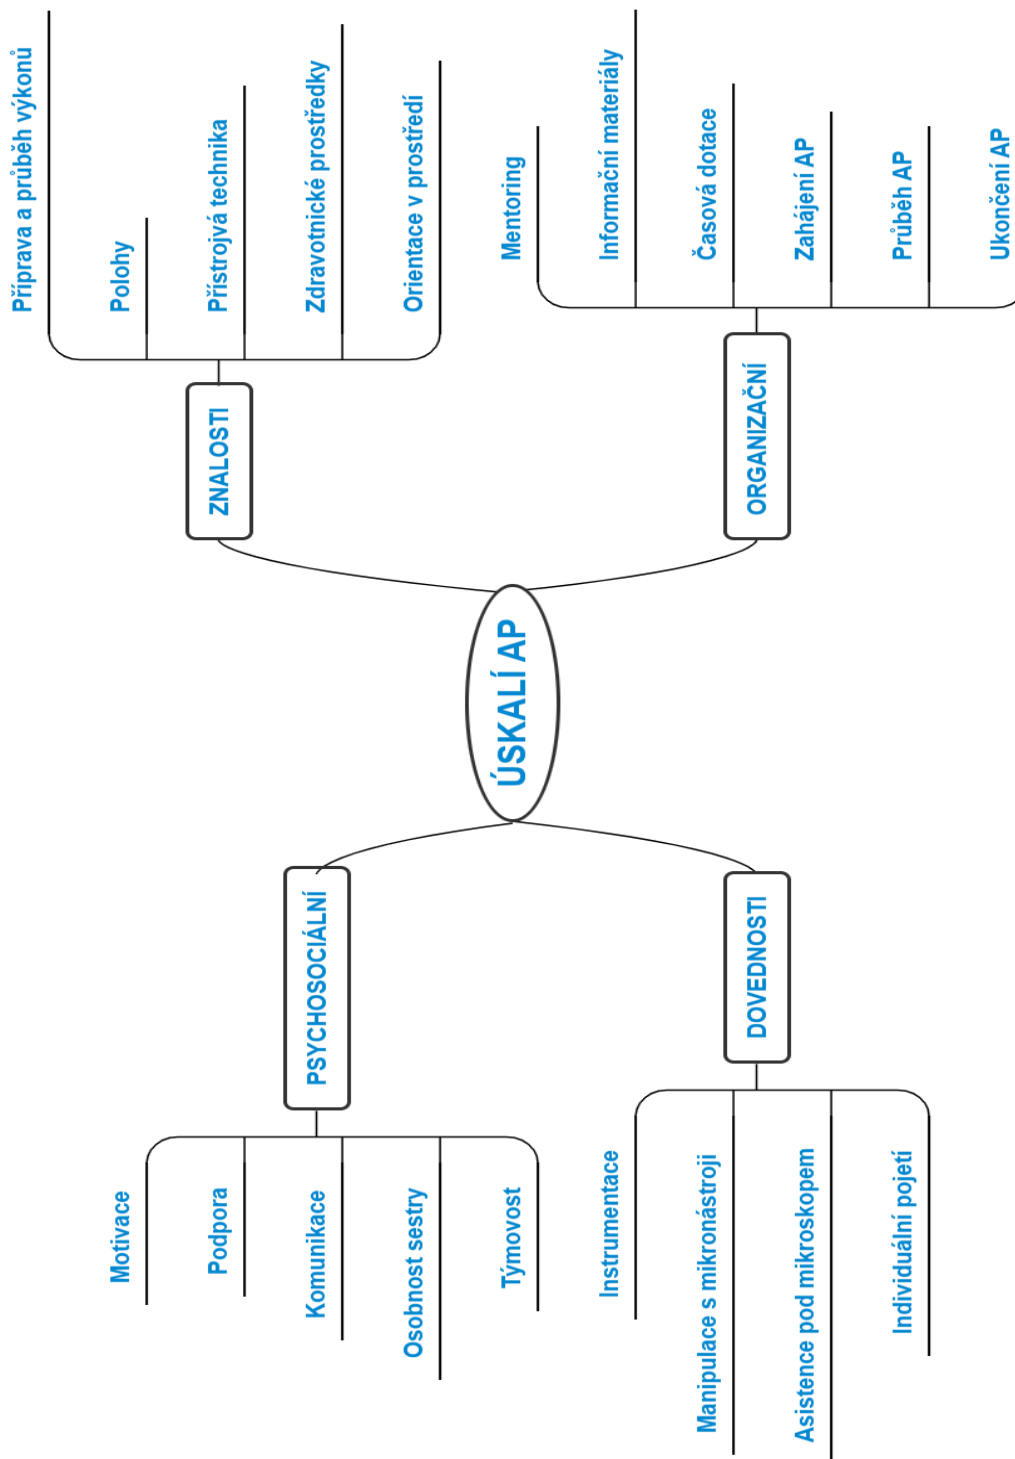 ÚSKALÍ AP
PSYCHOSOCIÁLNÍ
Motivace
Podpora
Komunikace
Osobnost sestry
Týmovost
DOVEDNOSTI
Instrumentace
Manipulace s mikronástroji
Asistence pod mikroskopem
Individuální pojetí
ZNALOSTI
Příprava a průběh výkonů
Polohy
Přístrojvá technika
Zdravotnické prostředky
Orientace v prostředí
ORGANIZAČNÍ
Mentoring
Informační materiály
Časová dotace
Zahájení AP
Průběh AP
Ukončení AP